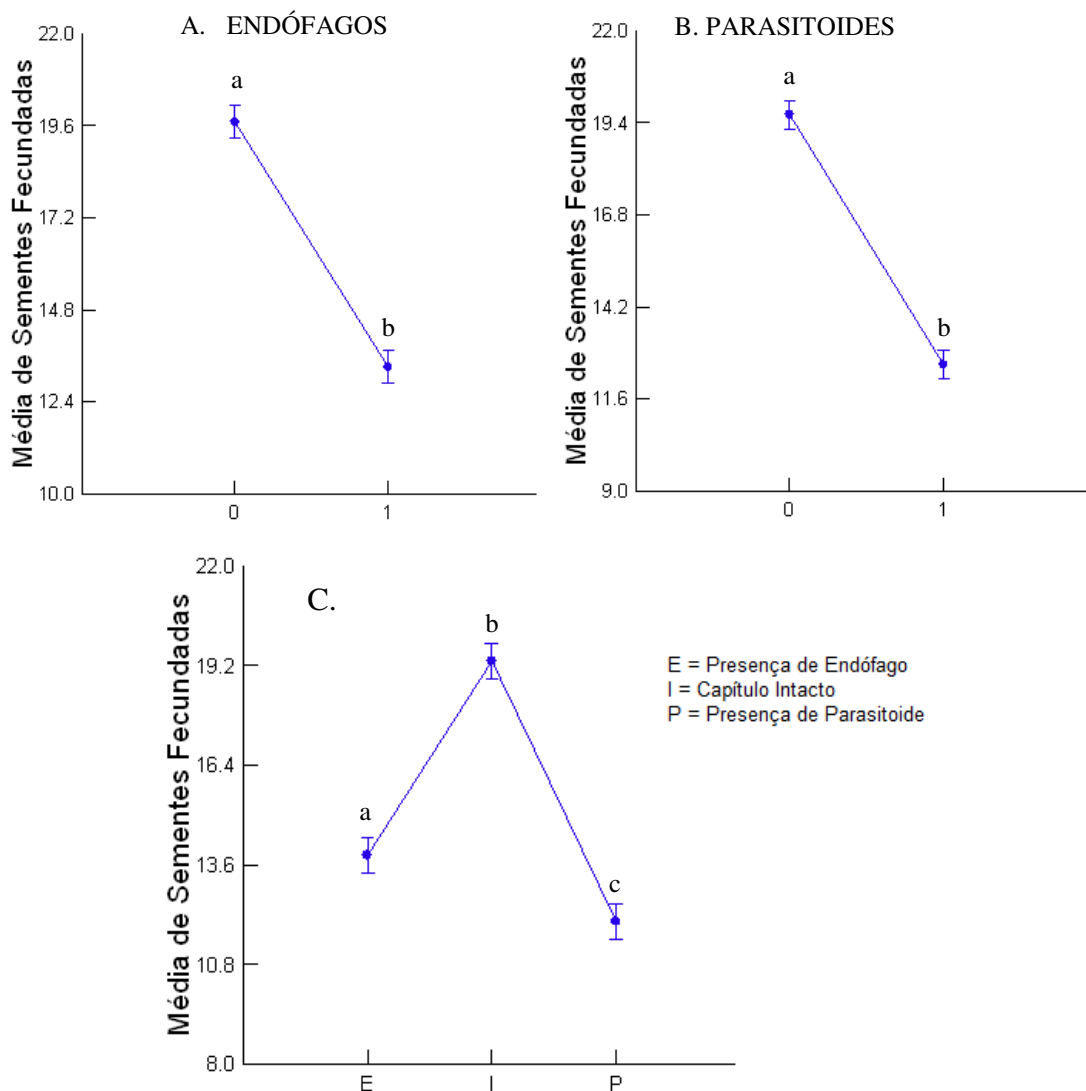 A. ENDÓFAGOS
Média de Sementes Fecundadas
22.0
19.6
17.2
14.8
12.4
10.0
a
b
0
1
B. PARASITOIDES
Média de Sementes Fecundadas
22.0
19.4
16.8
14.2
11.6
9.0
a
b
0
1
C.
Média de Sementes Fecundadas
22.0
19.2
16.4
13.6
10.8
8.0
a
b
c
E
I
P
E = Presença de Endófago
I = Capítulo Intacto
P = Presença de Parasitoide